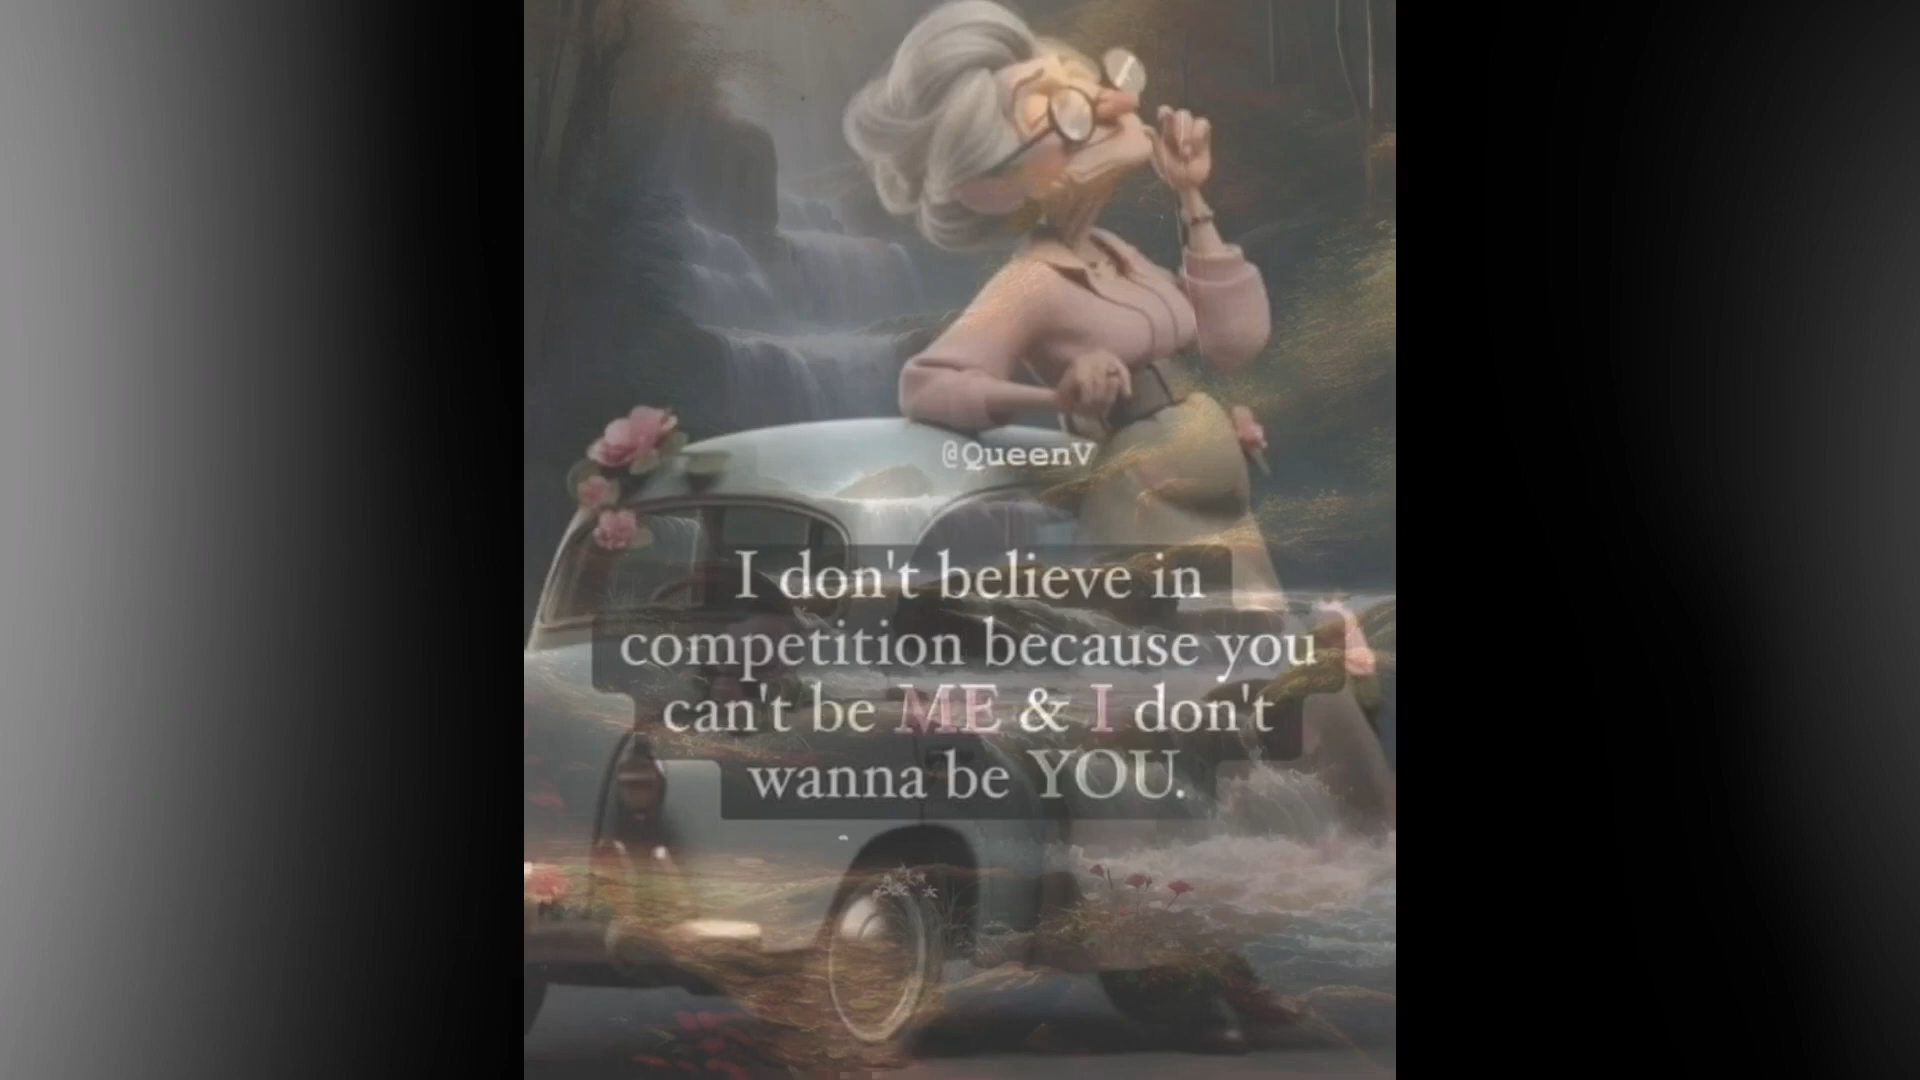 @QueenV
I don't believe in
competition because you
can't be ME & I don't
wanna be YOU.